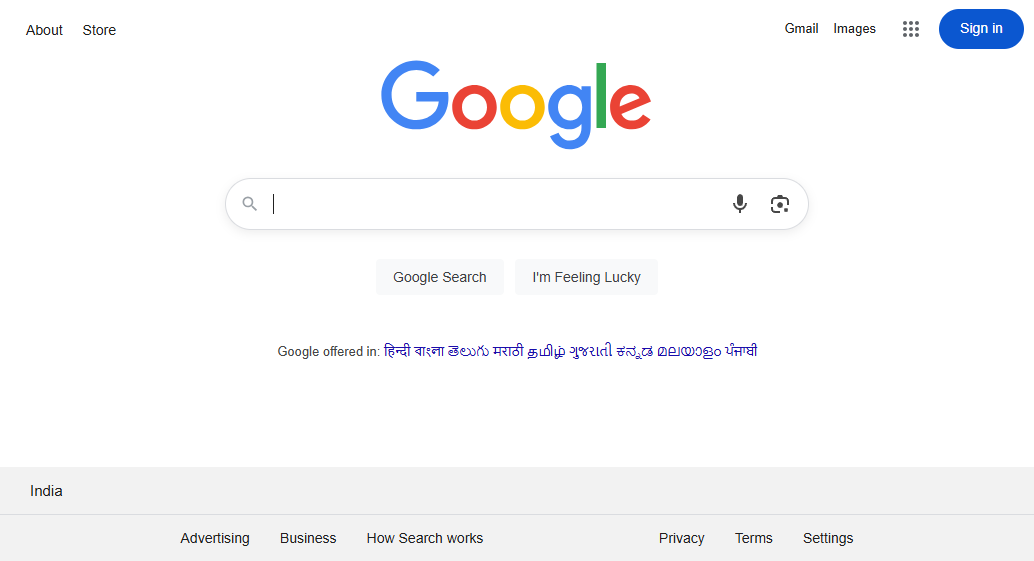 About Store Gmail Images Sign in
Google
Google Search I'm Feeling Lucky
Google offered in: हिन्दी বাংলা తెలుగు मराठी தமிழ் ગુજરાતી ಕನ್ನಡ മലയാളം ਪੰਜਾਬੀ
India
Advertising Business How Search works Privacy Terms Settings